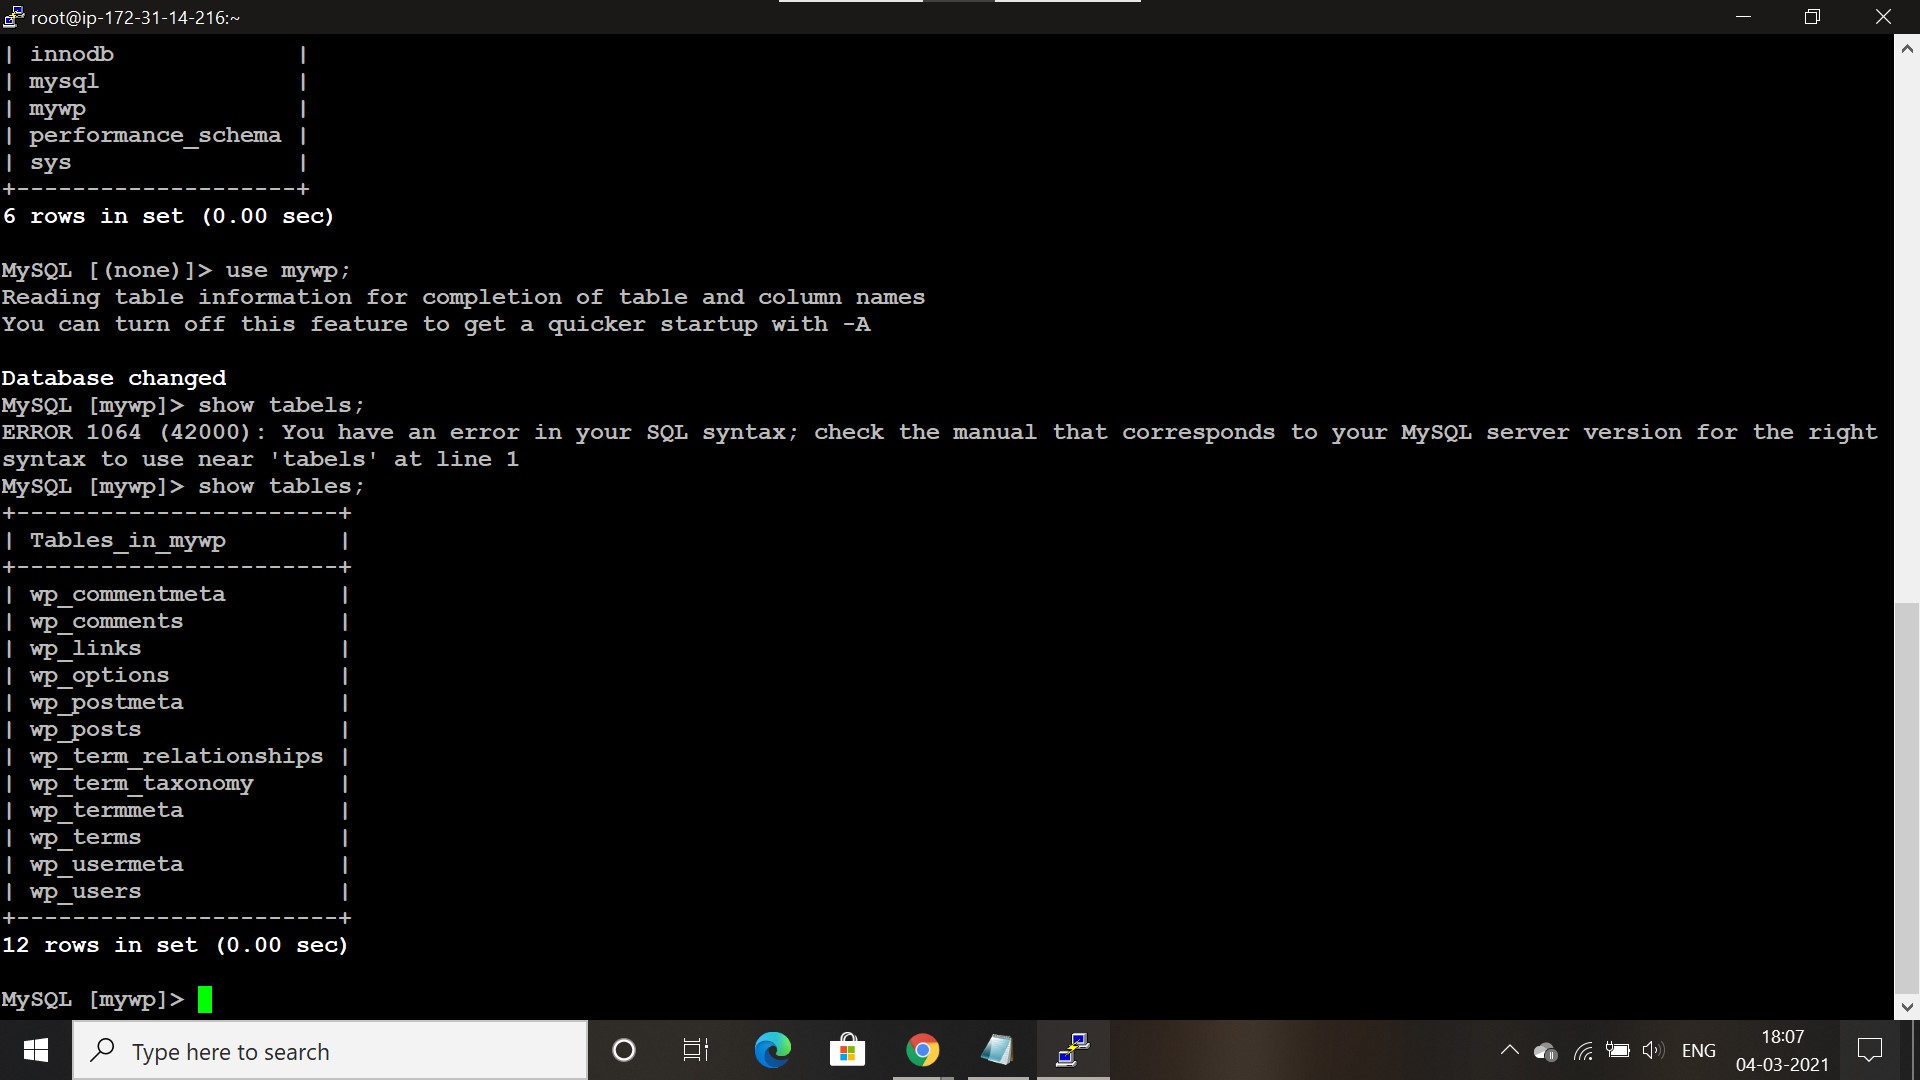 root@ip-172-31-14-216:~
| innodb             |
| mysql              |
| mywp               |
| performance_schema |
| sys                |
+--------------------+
6 rows in set (0.00 sec)
MySQL [(none)]> use mywp;
Reading table information for completion of table and column names
You can turn off this feature to get a quicker startup with -A
Database changed
MySQL [mywp]> show tabels;
ERROR 1064 (42000): You have an error in your SQL syntax; check the manual that corresponds to your MySQL server version for the right
syntax to use near 'tabels' at line 1
MySQL [mywp]> show tables;
+-----------------------+
| Tables_in_mywp        |
+-----------------------+
| wp_commentmeta        |
| wp_comments           |
| wp_links              |
| wp_options            |
| wp_postmeta           |
| wp_posts              |
| wp_term_relationships |
| wp_term_taxonomy      |
| wp_termmeta           |
| wp_terms              |
| wp_usermeta           |
| wp_users              |
+-----------------------+
12 rows in set (0.00 sec)
MySQL [mywp]>
Type here to search
ENG
18:07
04-03-2021